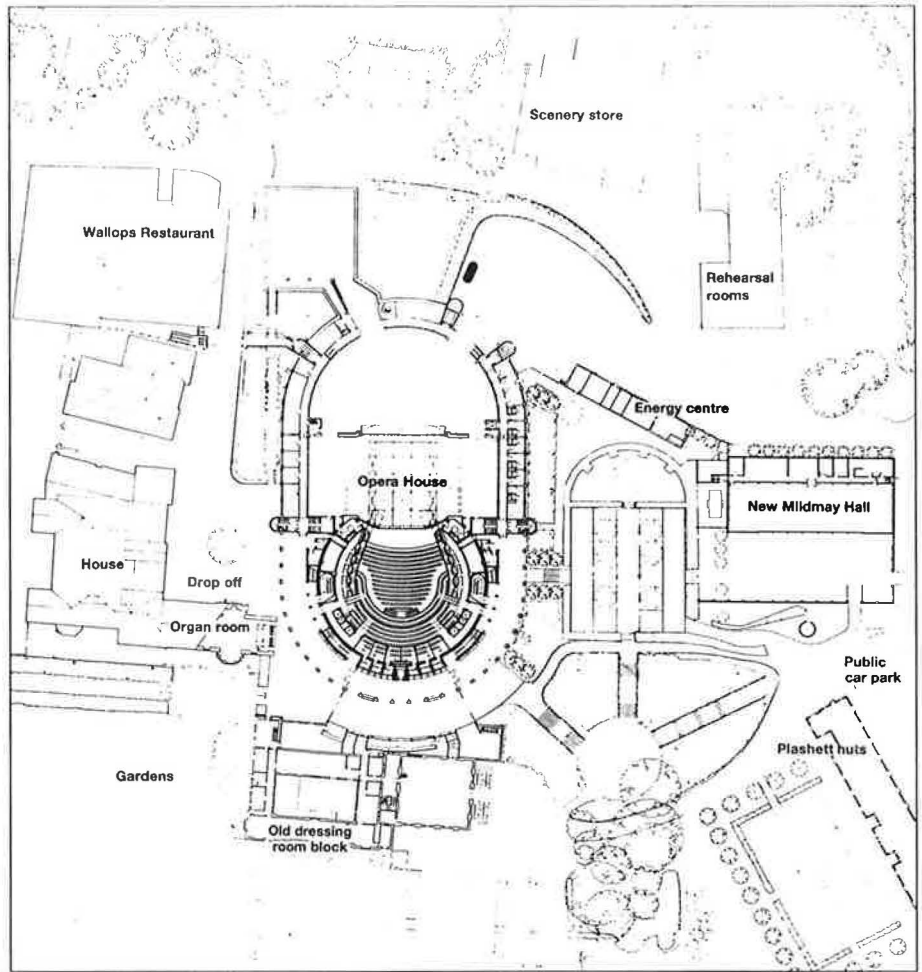 Scenery store
Wallops Restaurant
Rehearsal
rooms
Energy centre
Opera House
New Mildmay Hall
House
Drop off
Organ room
Public
car park
Plashett huts
Gardens
Old dressing
room block